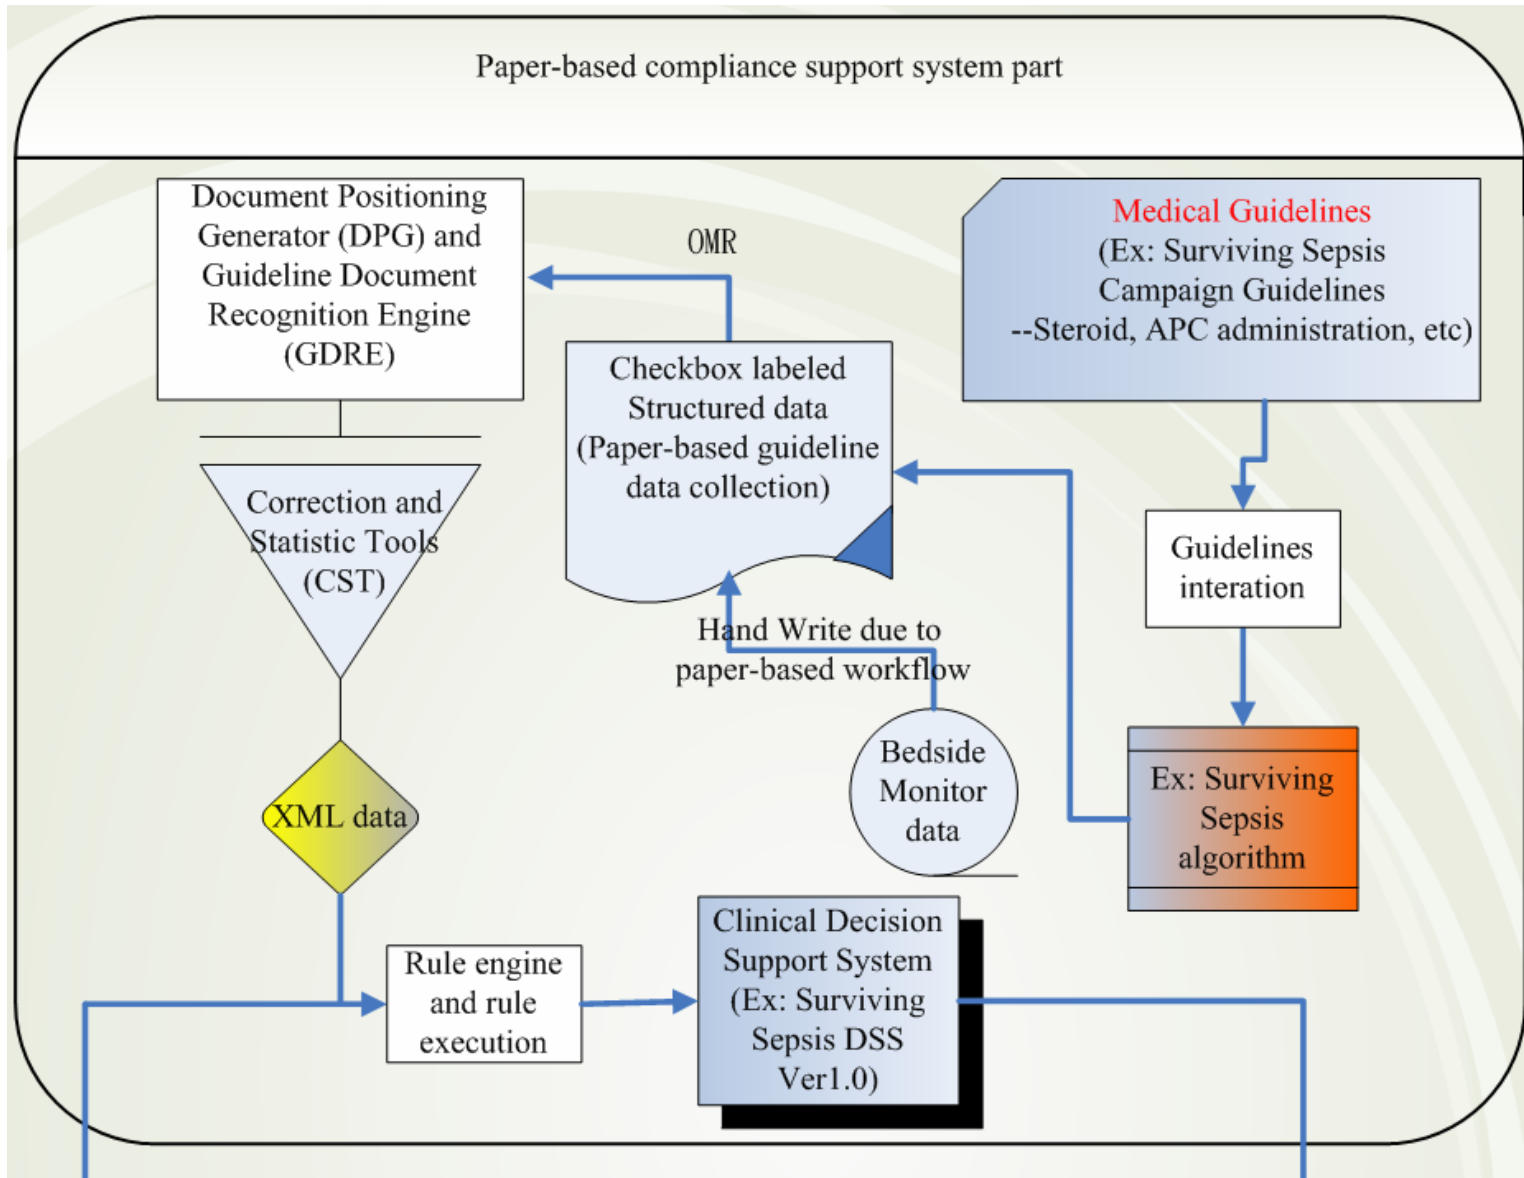 Paper-based compliance support system part
Document Positioning
Generator (DPG) and
Guideline Document
Recognition Engine
(GDRE)
OMR
Medical Guidelines
(Ex: Surviving Sepsis
Campaign Guidelines
--Steroid, APC administration, etc)
Checkbox labeled
Structured data
(Paper-based guideline
data collection)
Correction and
Statistic Tools
(CST)
Guidelines
interation
Hand Write due to
paper-based workflow
Bedside
Monitor
data
Ex: Surviving
Sepsis
algorithm
XML data
Rule engine
and rule
execution
Clinical Decision
Support System
(Ex: Surviving
Sepsis DSS
Ver1.0)